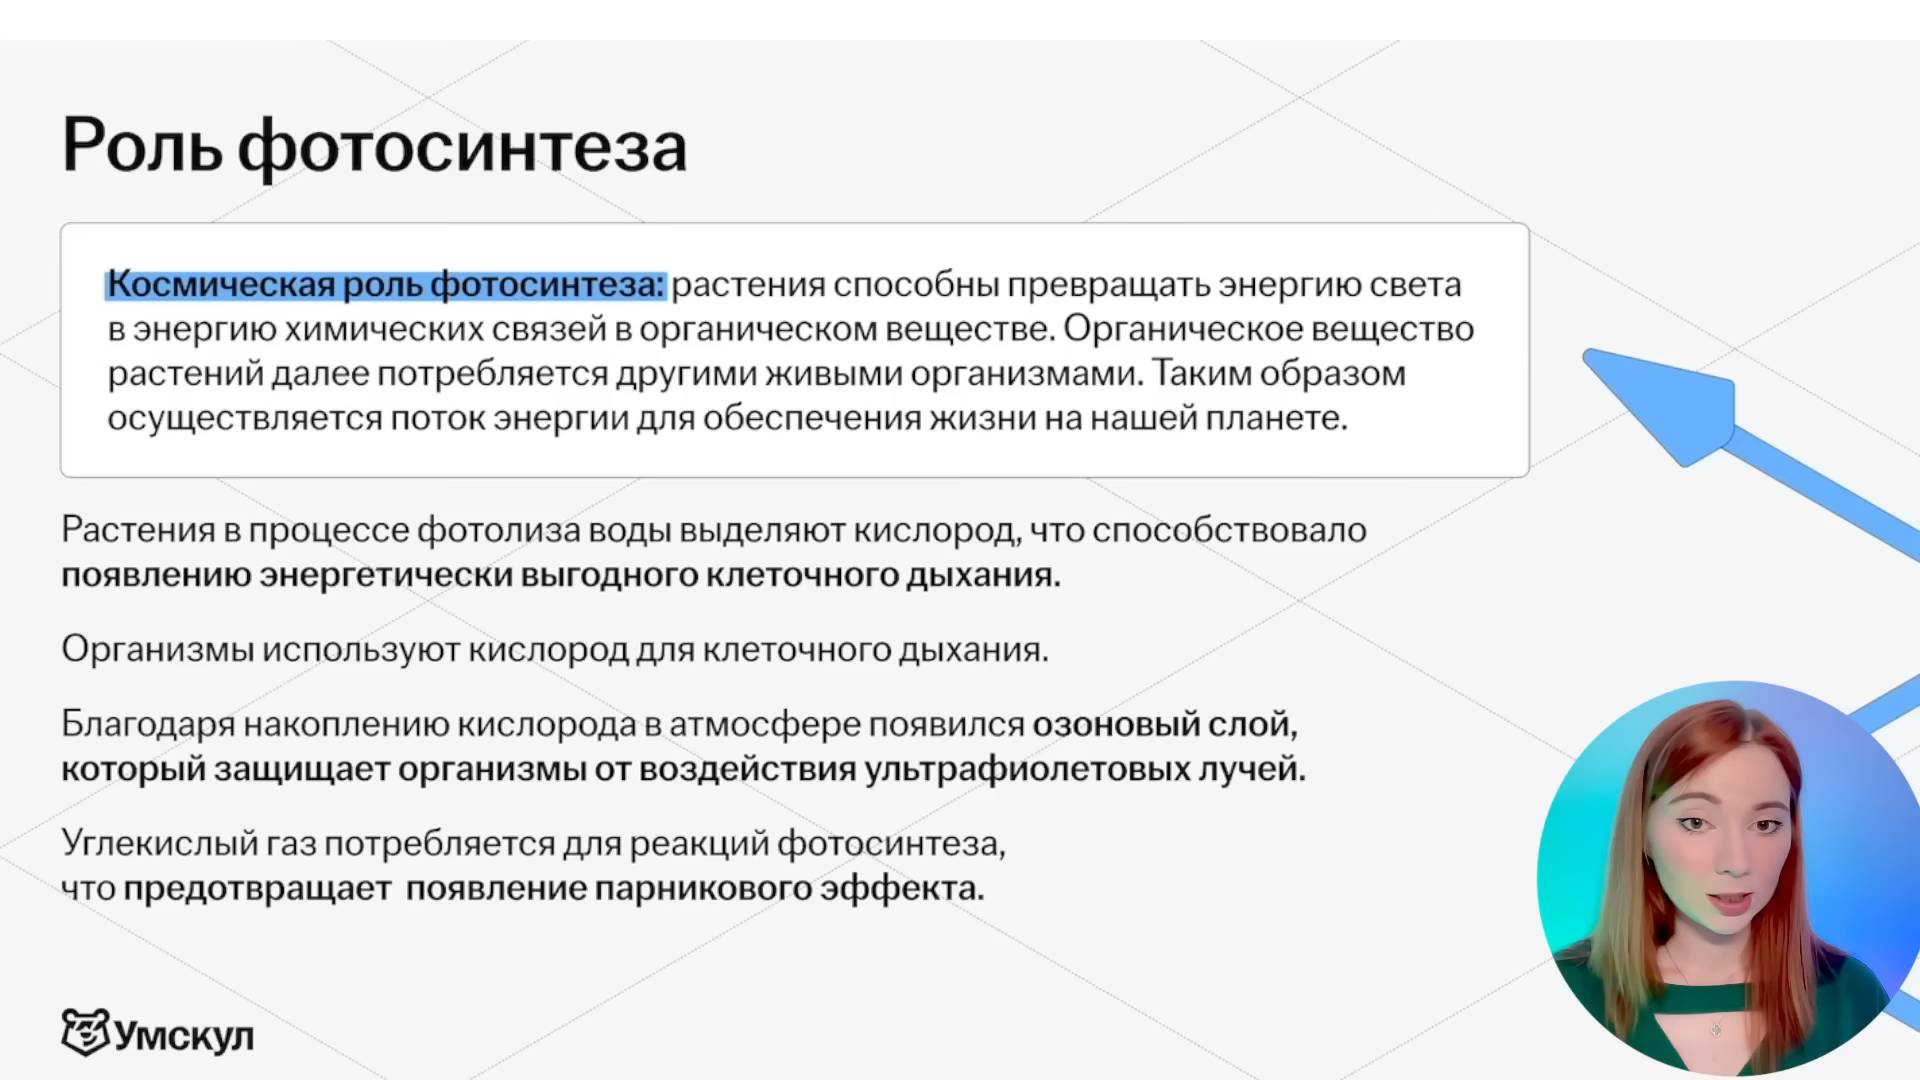 Роль фотосинтеза
Космическая роль фотосинтеза: растения способны превращать энергию света
в энергию химических связей в органическом веществе. Органическое вещество
растений далее потребляется другими живыми организмами. Таким образом
осуществляется поток энергии для обеспечения жизни на нашей планете.
Растения в процессе фотолиза воды выделяют кислород, что способствовало
появлению энергетически выгодного клеточного дыхания.
Организмы используют кислород для клеточного дыхания.
Благодаря накоплению кислорода в атмосфере появился озоновый слой,
который защищает организмы от воздействия ультрафиолетовых лучей.
Углекислый газ потребляется для реакций фотосинтеза,
что предотвращает появление парникового эффекта.
Умскул